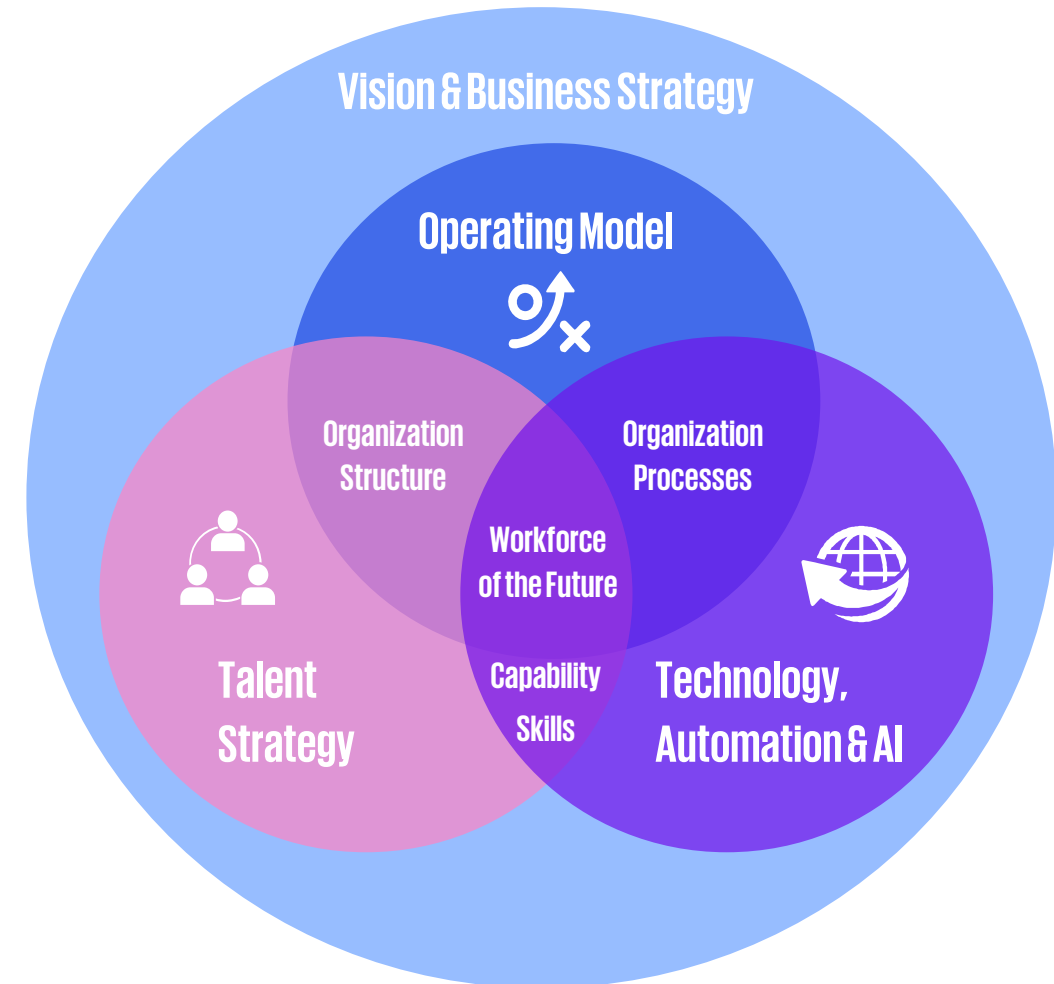 Vision & Business Strategy
Operating Model
Organization
Structure
Organization
Processes
Workforce
of the Future
Talent
Strategy
Capability
Skills
Technology,
Automation & AI